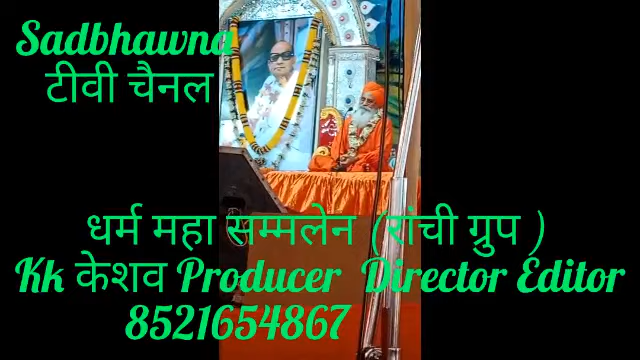 Sadbhawna
टीवी चैनल
धर्म महा सम्मलेन (रांची ग्रुप )
Kk केशव Producer Director Editor
8521654867